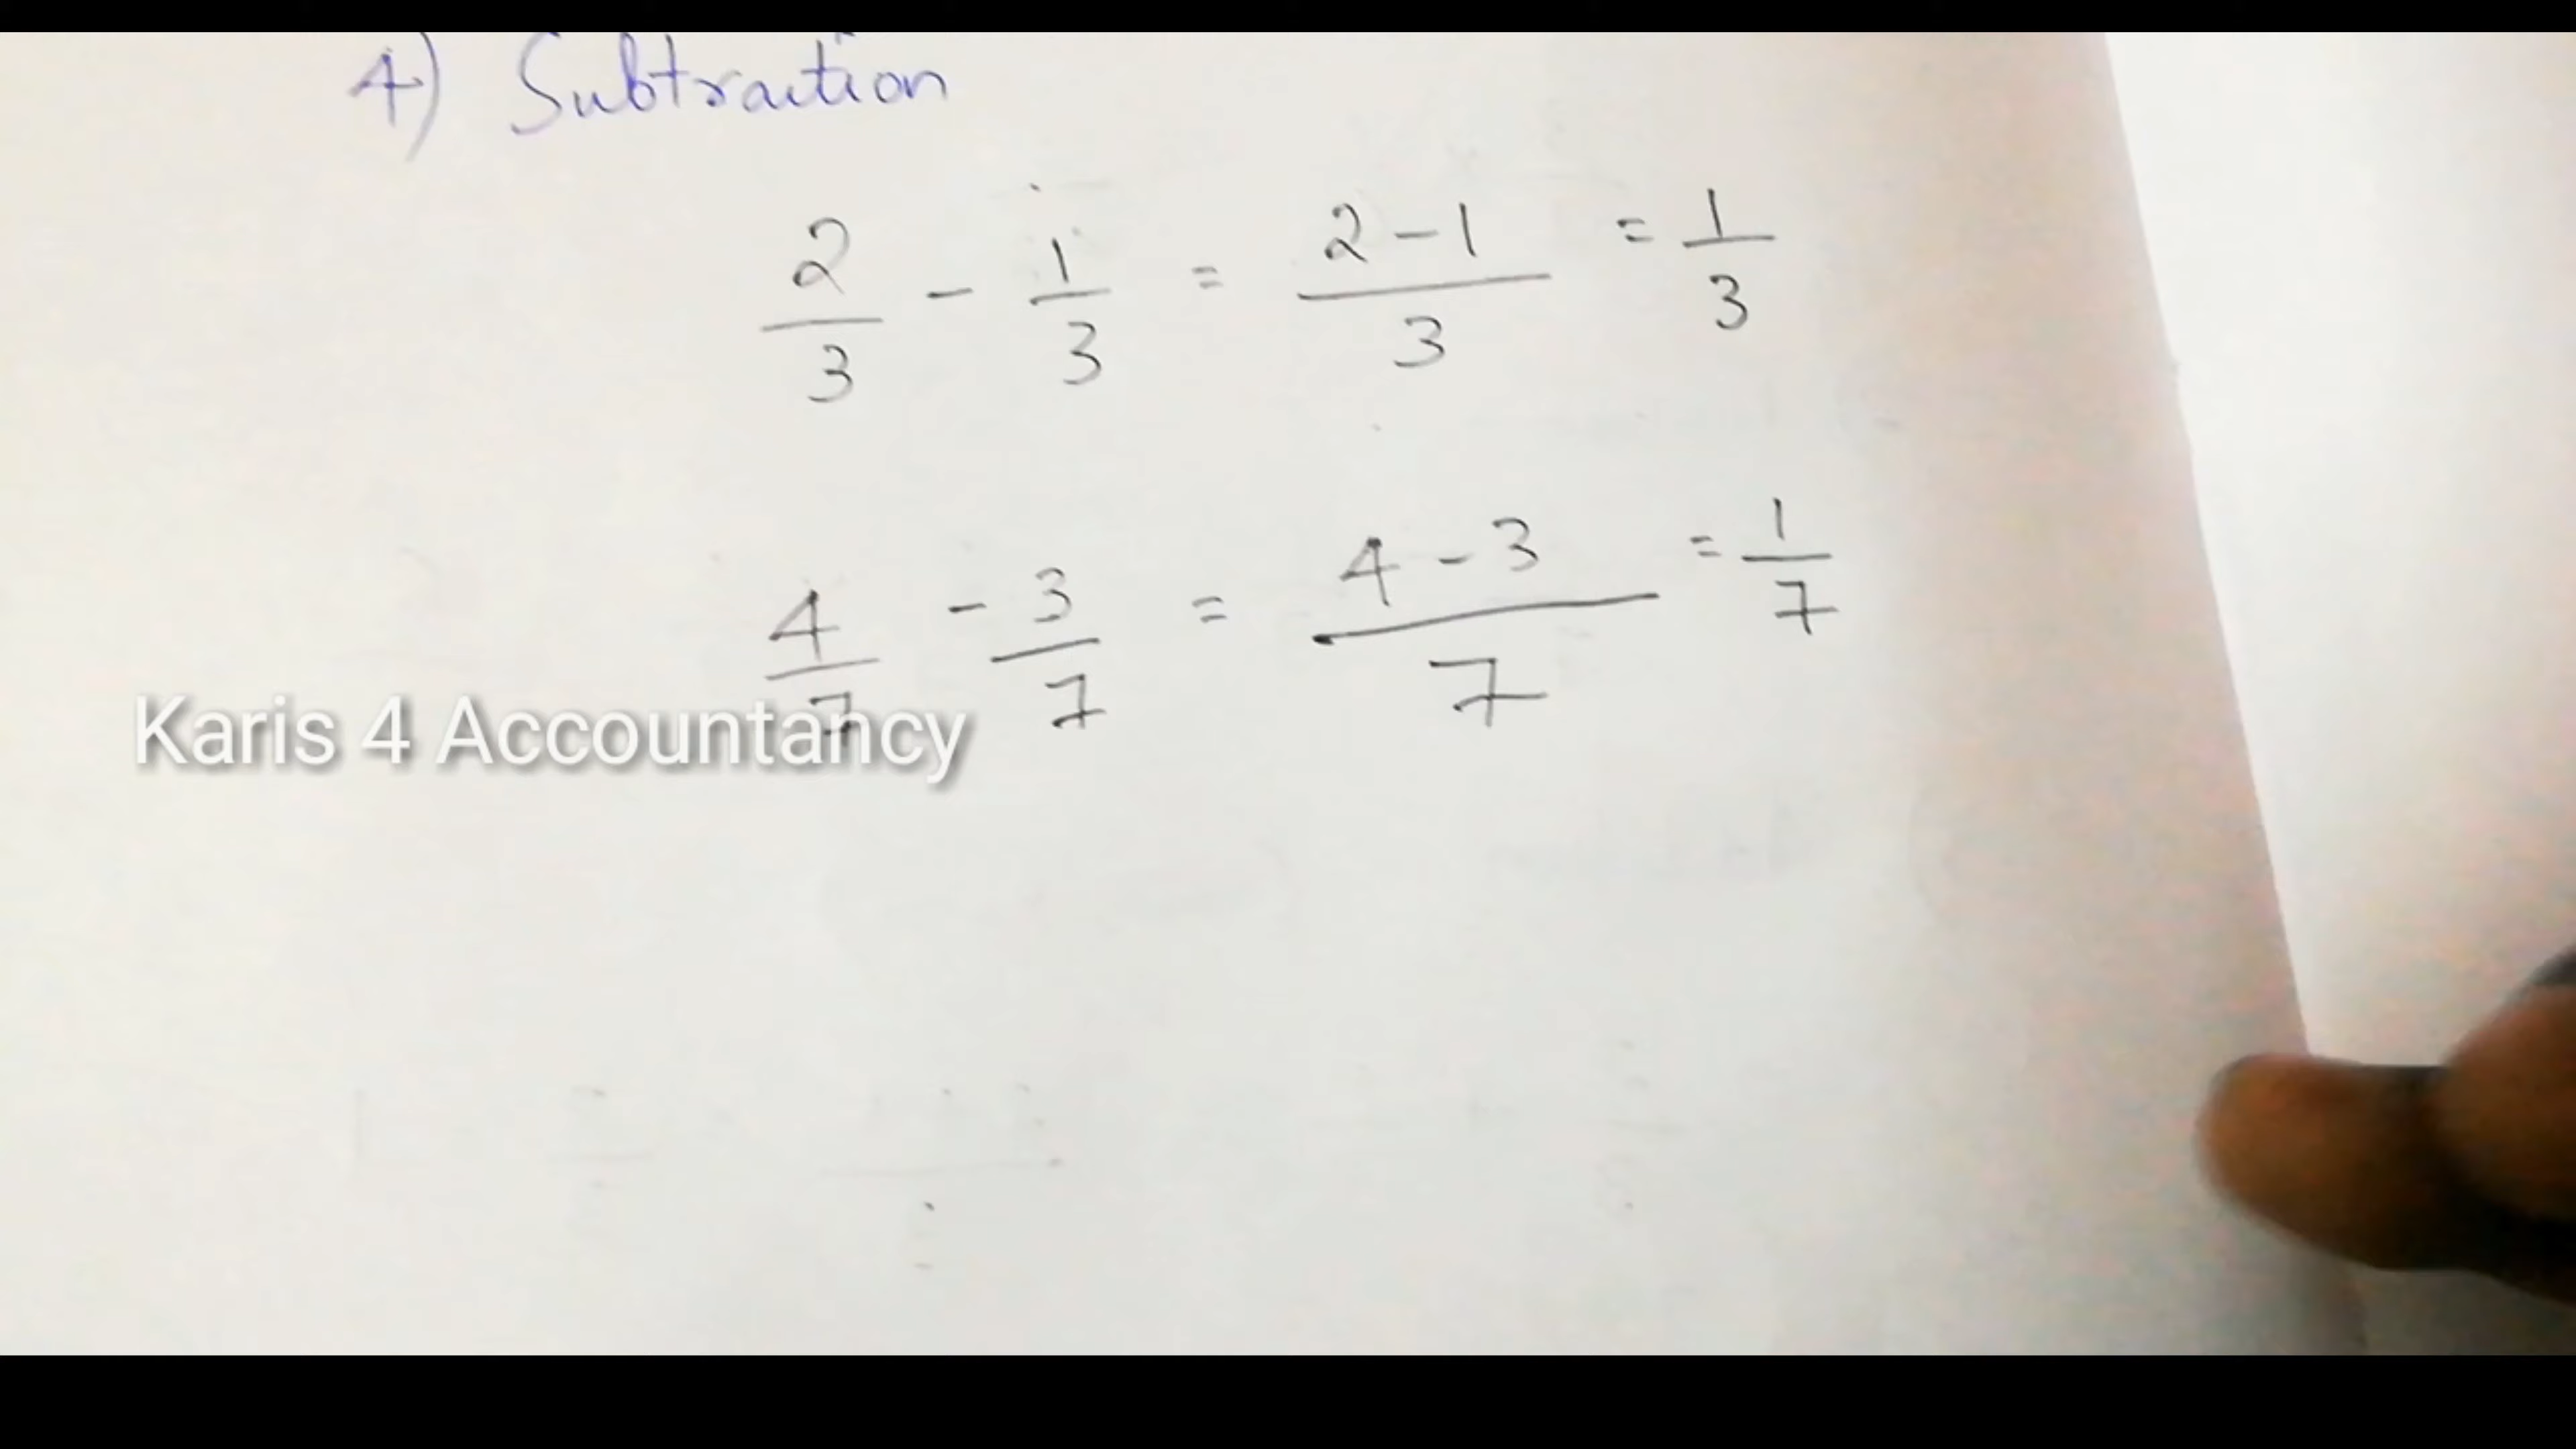 4) Subtraction
2/3 - 1/3 = 2-1/3 = 1/3
4/7 - 3/7 = 4-3/7 = 1/7
Karis 4 Accountancy